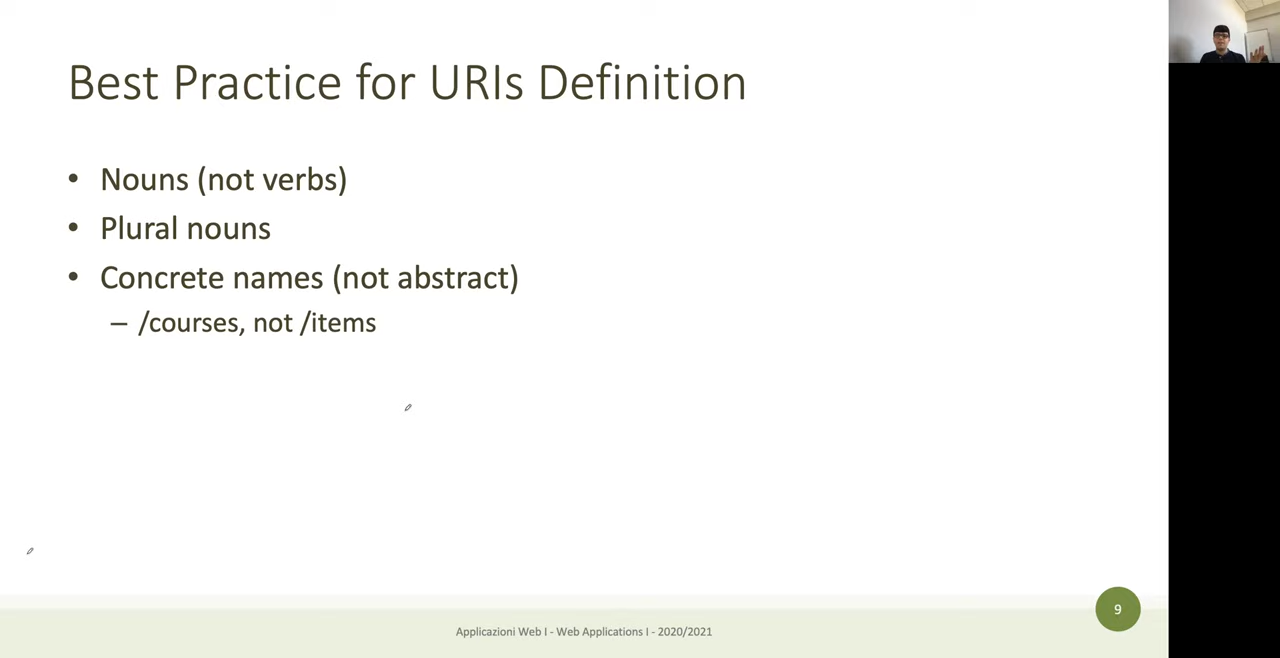 Best Practice for URIs Definition
• Nouns (not verbs)
• Plural nouns
• Concrete names (not abstract)
– /courses, not /items
9
Applicazioni Web I - Web Applications I - 2020/2021